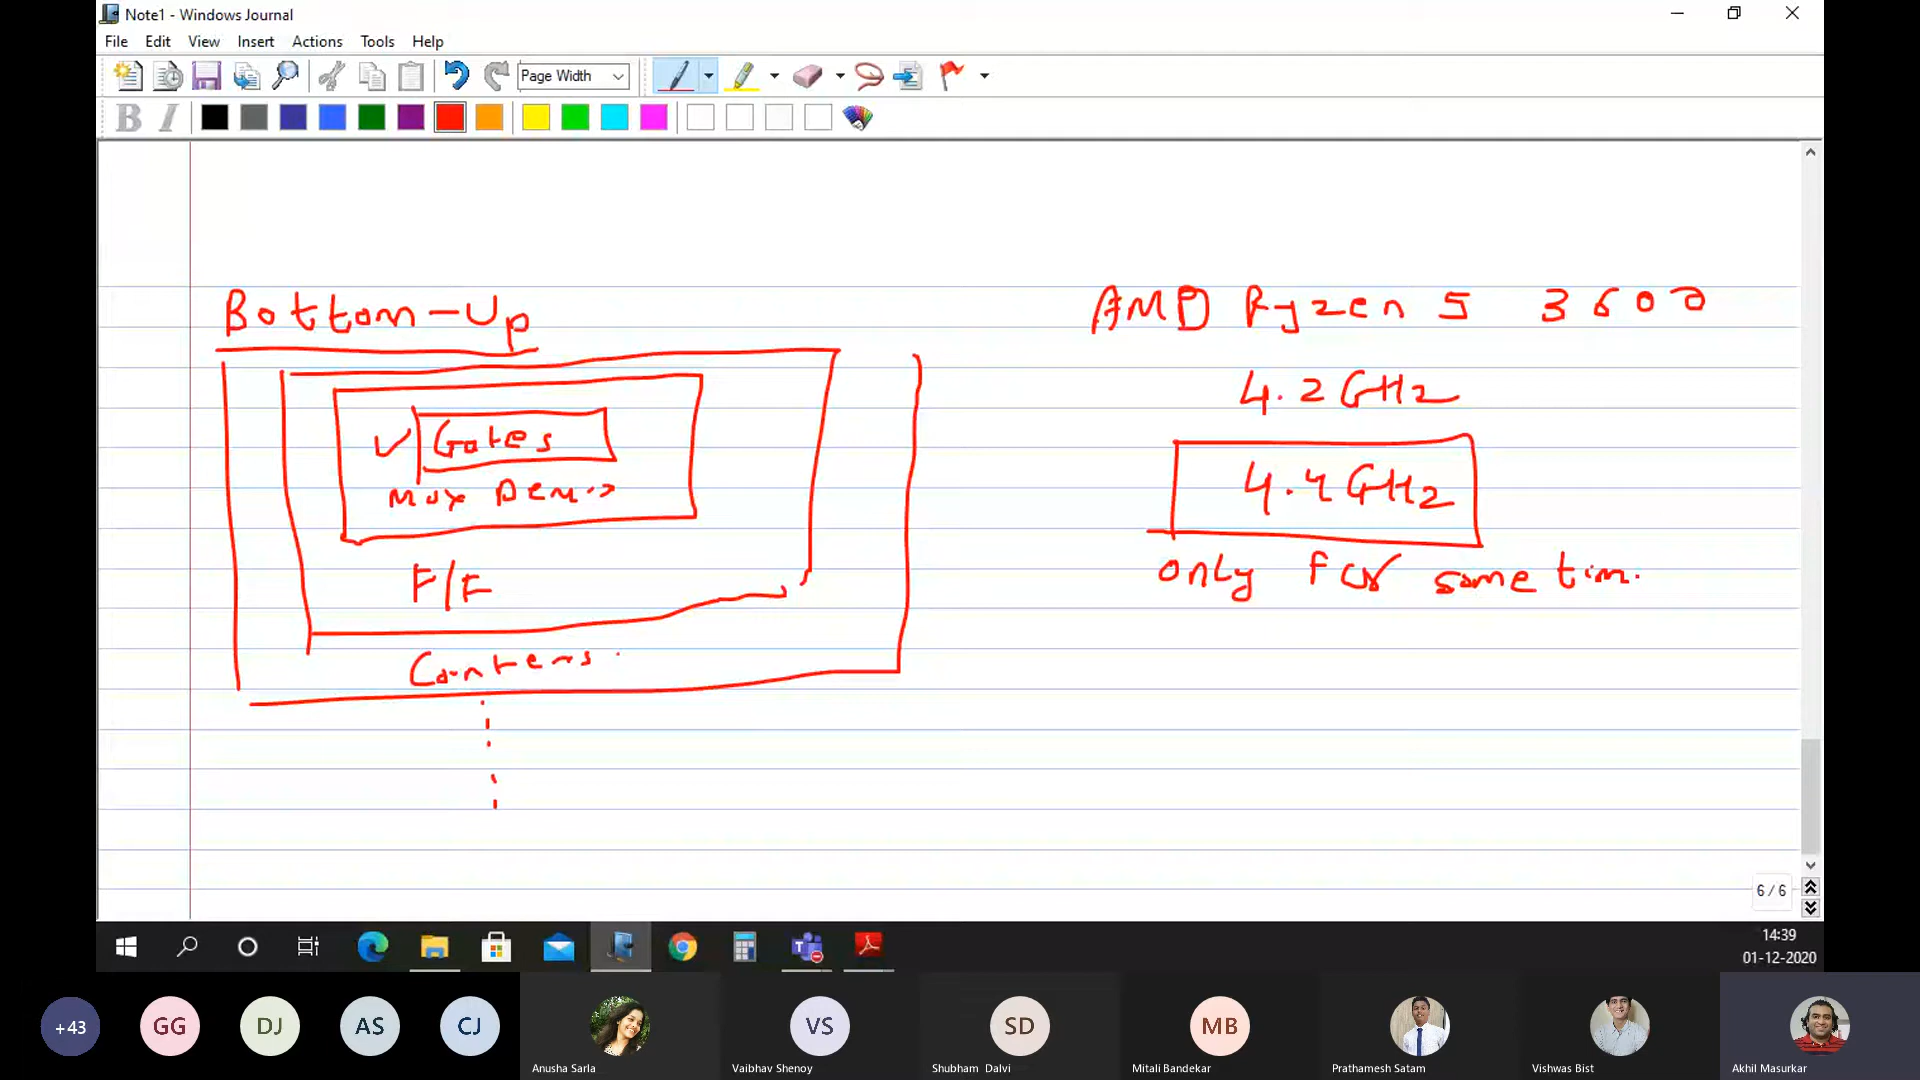 Note1 - Windows Journal
File Edit View Insert Actions Tools Help
Page Width
B I
Bottom-Up
Gates
Mux
F/F
AMD Ryzen 5 3600
4.2 GHz
4.4 GHz
only for some
6 / 6
14:39
01-12-2020
+43 GG DJ AS CJ VS SD MB
Anusha Sarla Vaibhav Shenoy Shubham Dalvi Mitali Bandekar Prathamesh Satam Vishwas Bist Akhil Masurkar